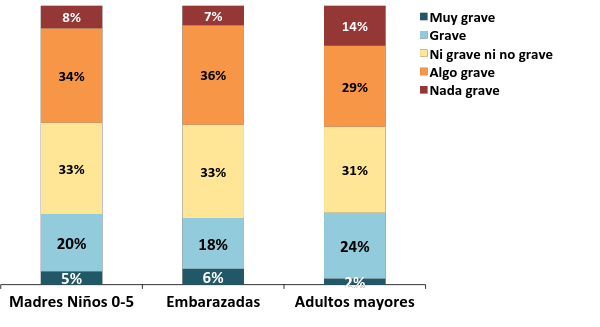 8%
7%
14%
34%
36%
29%
33%
33%
31%
20%
18%
24%
5%
6%
2%
Madres Niños 0-5
Embarazadas
Adultos mayores
Muy grave
Grave
Ni grave ni no grave
Algo grave
Nada grave